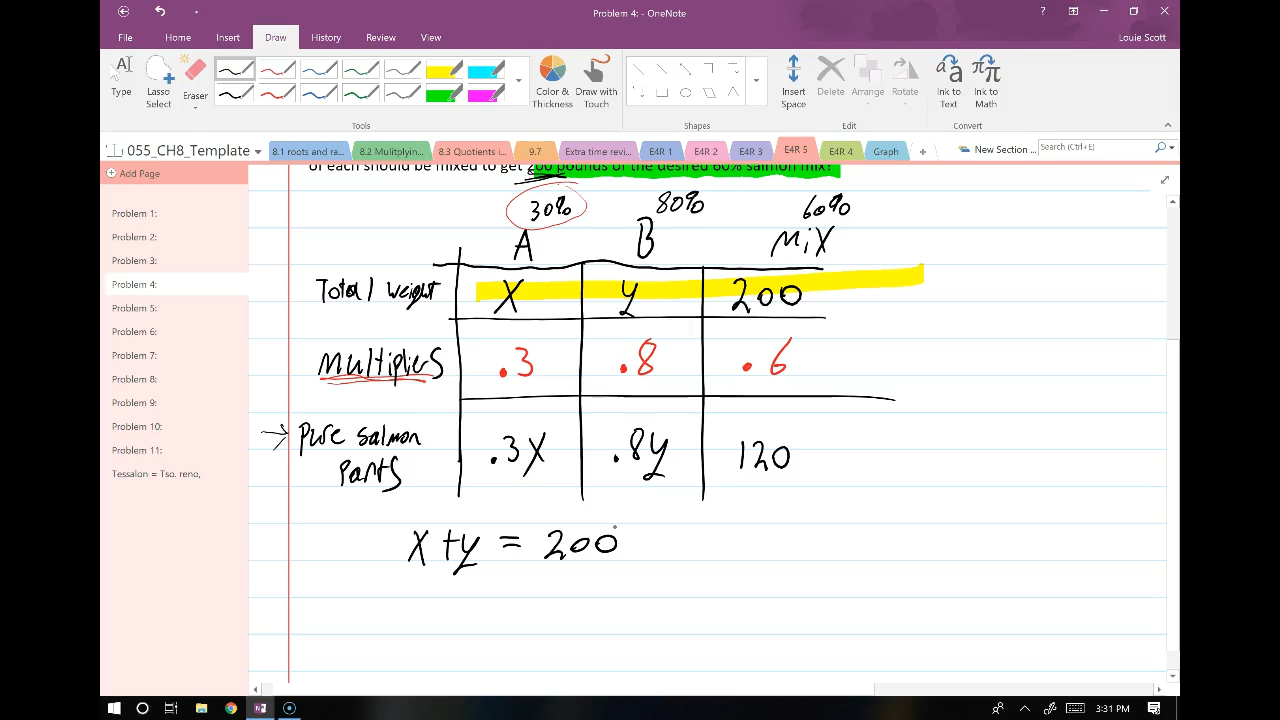 Problem 4: - OneNote
?
Louie Scott
File Home Insert Draw History Review View
Type
Lasso Select
Eraser
Color & Thickness
Draw with Touch
Insert Space
Delete
Arrange
Rotate
Ink to Text
Ink to Math
Tools
Shapes
Edit
Convert
055_CH8_Template
8.1 roots and ra...
8.2 Mulitplying...
8.3 Quotients i...
9.7
Extra time revie...
E4R 1
E4R 2
E4R 3
E4R 5
E4R 4
Graph
+
New Section...
Search (Ctrl+E)
Add Page
of each should be mixed to get 200 pounds of the desired 60% salmon mix?
Problem 1:
Problem 2:
Problem 3:
Problem 4:
Problem 5:
Problem 6:
Problem 7:
Problem 8:
Problem 9:
Problem 10:
Problem 11:
Tessalon = Tso. reno,
30% 80% 60%
A B Mix
Total weight X y 200
Multipliers .3 .8 .6
Pure salmon Parts .3X .8y 120
X + y = 200
3:31 PM